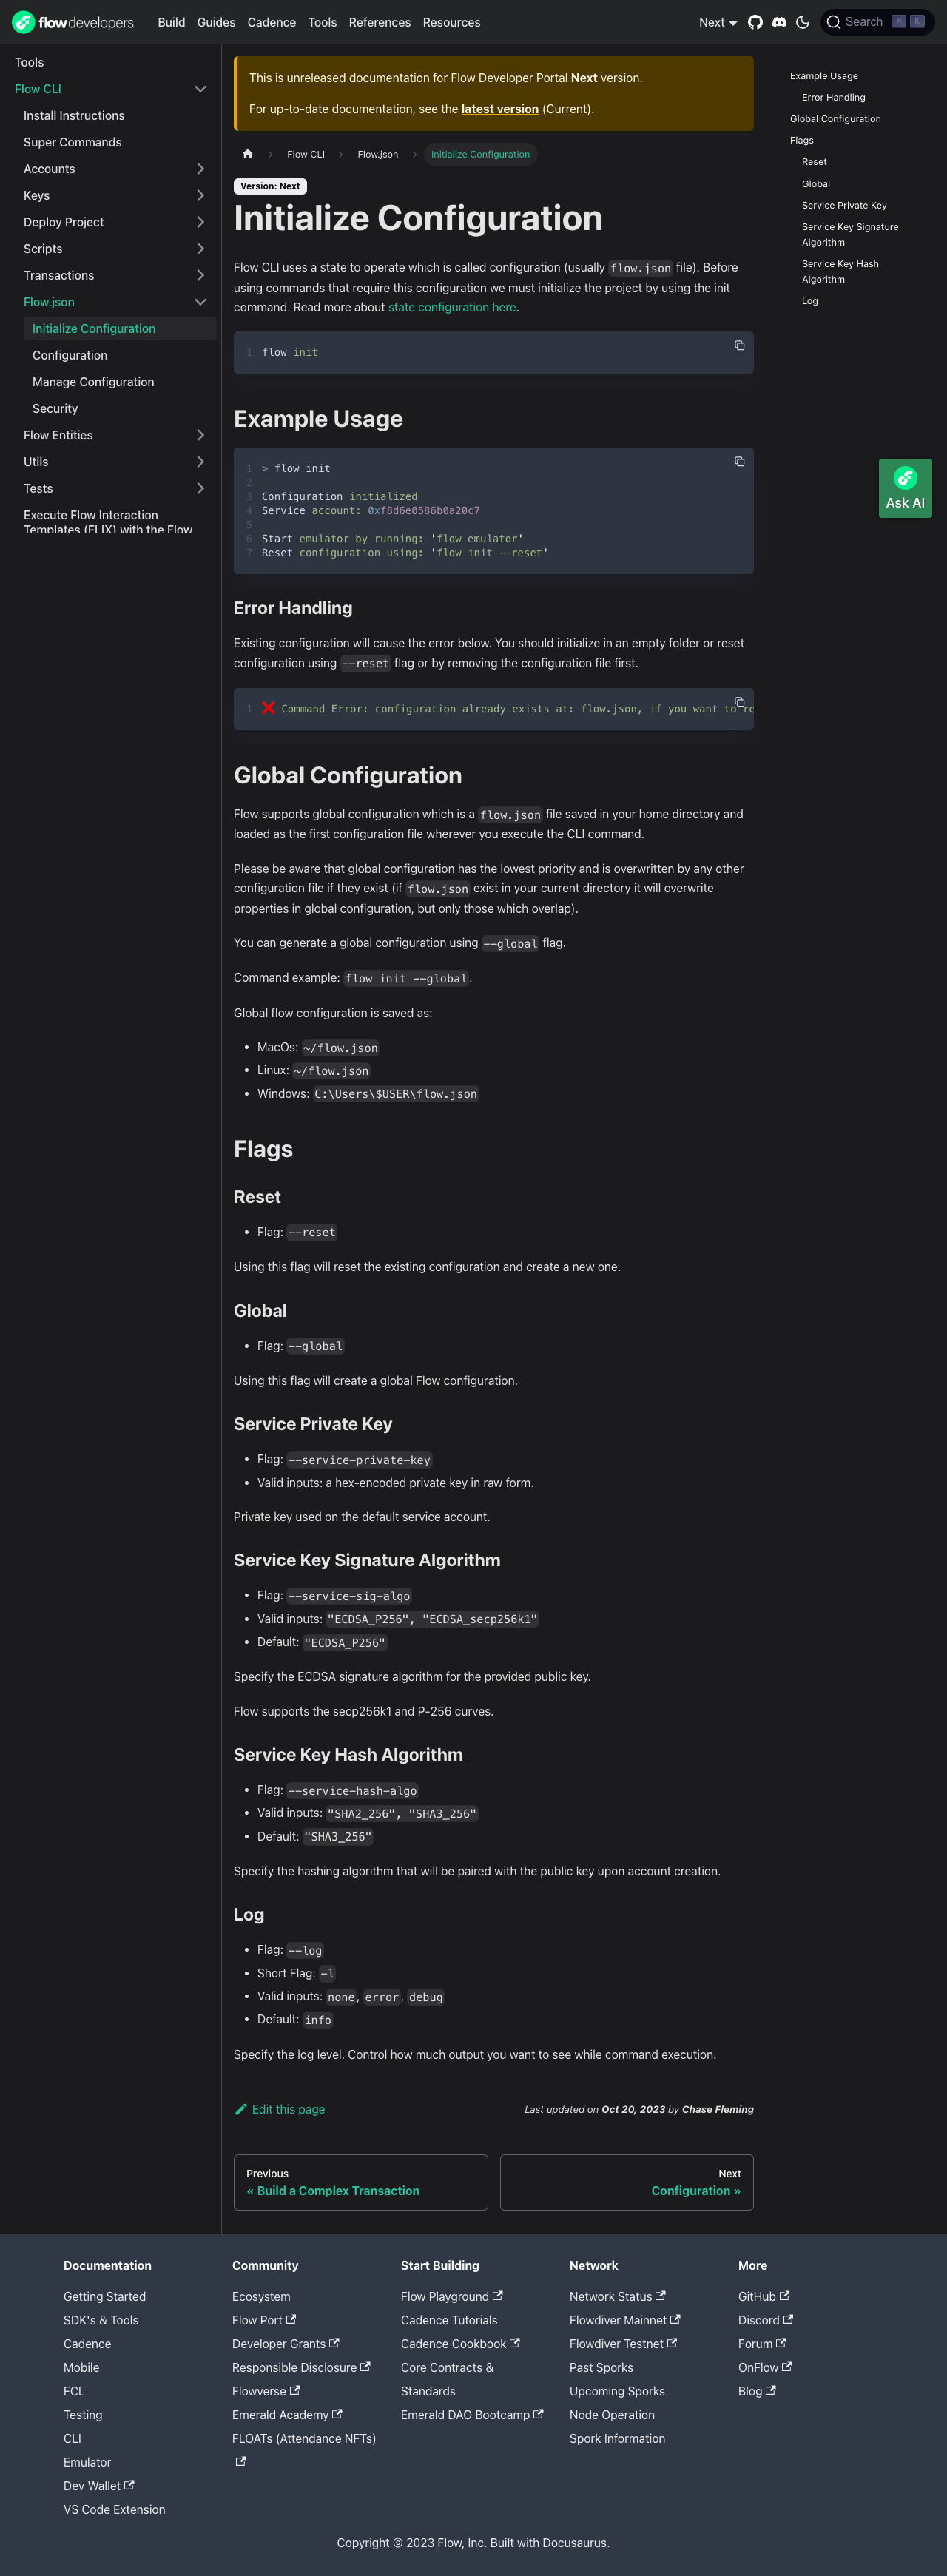 flowdevelopers
Build
Guides
Cadence
Tools
References
Resources
Next
Search
K
Tools
Flow CLI
Install Instructions
Super Commands
Accounts
Keys
Deploy Project
Scripts
Transactions
Flow.json
Initialize Configuration
Configuration
Manage Configuration
Security
Flow Entities
Utils
Tests
Execute Flow Interaction
Templates (FLIX) with the Flow
This is unreleased documentation for Flow Developer Portal Next version.
For up-to-date documentation, see the latest version (Current).
Flow CLI
Flow.json
Initialize Configuration
Version: Next
Initialize Configuration
Flow CLI uses a state to operate which is called configuration (usually flow.json file). Before
using commands that require this configuration we must initialize the project by using the init
command. Read more about state configuration here.
1 flow init
Example Usage
1 > flow init
2
3 Configuration initialized
4 Service account: 0xf8d6e0586b0a20c7
5
6 Start emulator by running: 'flow emulator'
7 Reset configuration using: 'flow init --reset'
Error Handling
Existing configuration will cause the error below. You should initialize in an empty folder or reset
configuration using --reset flag or by removing the configuration file first.
1 ❌ Command Error: configuration already exists at: flow.json, if you want to re
Global Configuration
Flow supports global configuration which is a flow.json file saved in your home directory and
loaded as the first configuration file wherever you execute the CLI command.
Please be aware that global configuration has the lowest priority and is overwritten by any other
configuration file if they exist (if flow.json exist in your current directory it will overwrite
properties in global configuration, but only those which overlap).
You can generate a global configuration using --global flag.
Command example: flow init --global.
Global flow configuration is saved as:
• MacOs: ~/flow.json
• Linux: ~/flow.json
• Windows: C:\Users\$USER\flow.json
Flags
Reset
• Flag: --reset
Using this flag will reset the existing configuration and create a new one.
Global
• Flag: --global
Using this flag will create a global Flow configuration.
Service Private Key
• Flag: --service-private-key
• Valid inputs: a hex-encoded private key in raw form.
Private key used on the default service account.
Service Key Signature Algorithm
• Flag: --service-sig-algo
• Valid inputs: "ECDSA_P256", "ECDSA_secp256k1"
• Default: "ECDSA_P256"
Specify the ECDSA signature algorithm for the provided public key.
Flow supports the secp256k1 and P-256 curves.
Service Key Hash Algorithm
• Flag: --service-hash-algo
• Valid inputs: "SHA2_256", "SHA3_256"
• Default: "SHA3_256"
Specify the hashing algorithm that will be paired with the public key upon account creation.
Log
• Flag: --log
• Short Flag: -l
• Valid inputs: none, error, debug
• Default: info
Specify the log level. Control how much output you want to see while command execution.
Edit this page
Last updated on Oct 20, 2023 by Chase Fleming
Previous
« Build a Complex Transaction
Next
Configuration »
Example Usage
Error Handling
Global Configuration
Flags
Reset
Global
Service Private Key
Service Key Signature
Algorithm
Service Key Hash
Algorithm
Log
Ask AI
Documentation
Getting Started
SDK's & Tools
Cadence
Mobile
FCL
Testing
CLI
Emulator
Dev Wallet
VS Code Extension
Community
Ecosystem
Flow Port
Developer Grants
Responsible Disclosure
Flowverse
Emerald Academy
FLOATs (Attendance NFTs)
Start Building
Flow Playground
Cadence Tutorials
Cadence Cookbook
Core Contracts &
Standards
Emerald DAO Bootcamp
Network
Network Status
Flowdiver Mainnet
Flowdiver Testnet
Past Sporks
Upcoming Sporks
Node Operation
Spork Information
More
GitHub
Discord
Forum
OnFlow
Blog
Copyright © 2023 Flow, Inc. Built with Docusaurus.